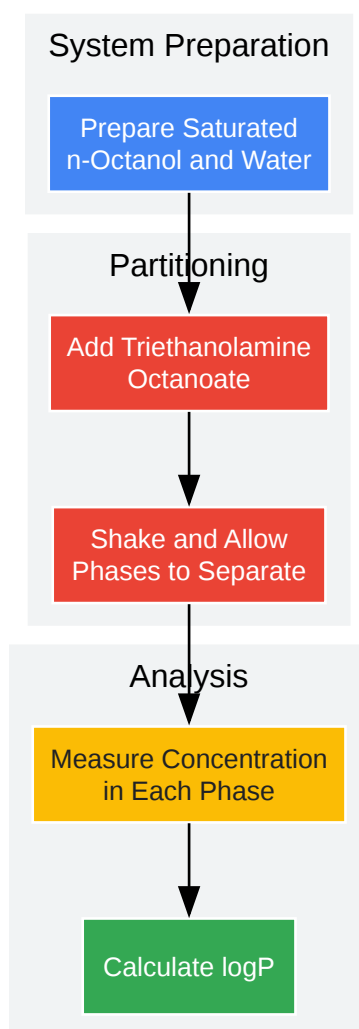 System Preparation
Prepare Saturated
n-Octanol and Water
Partitioning
Add Triethanolamine
Octanoate
Shake and Allow
Phases to Separate
Analysis
Measure Concentration
in Each Phase
Calculate logP